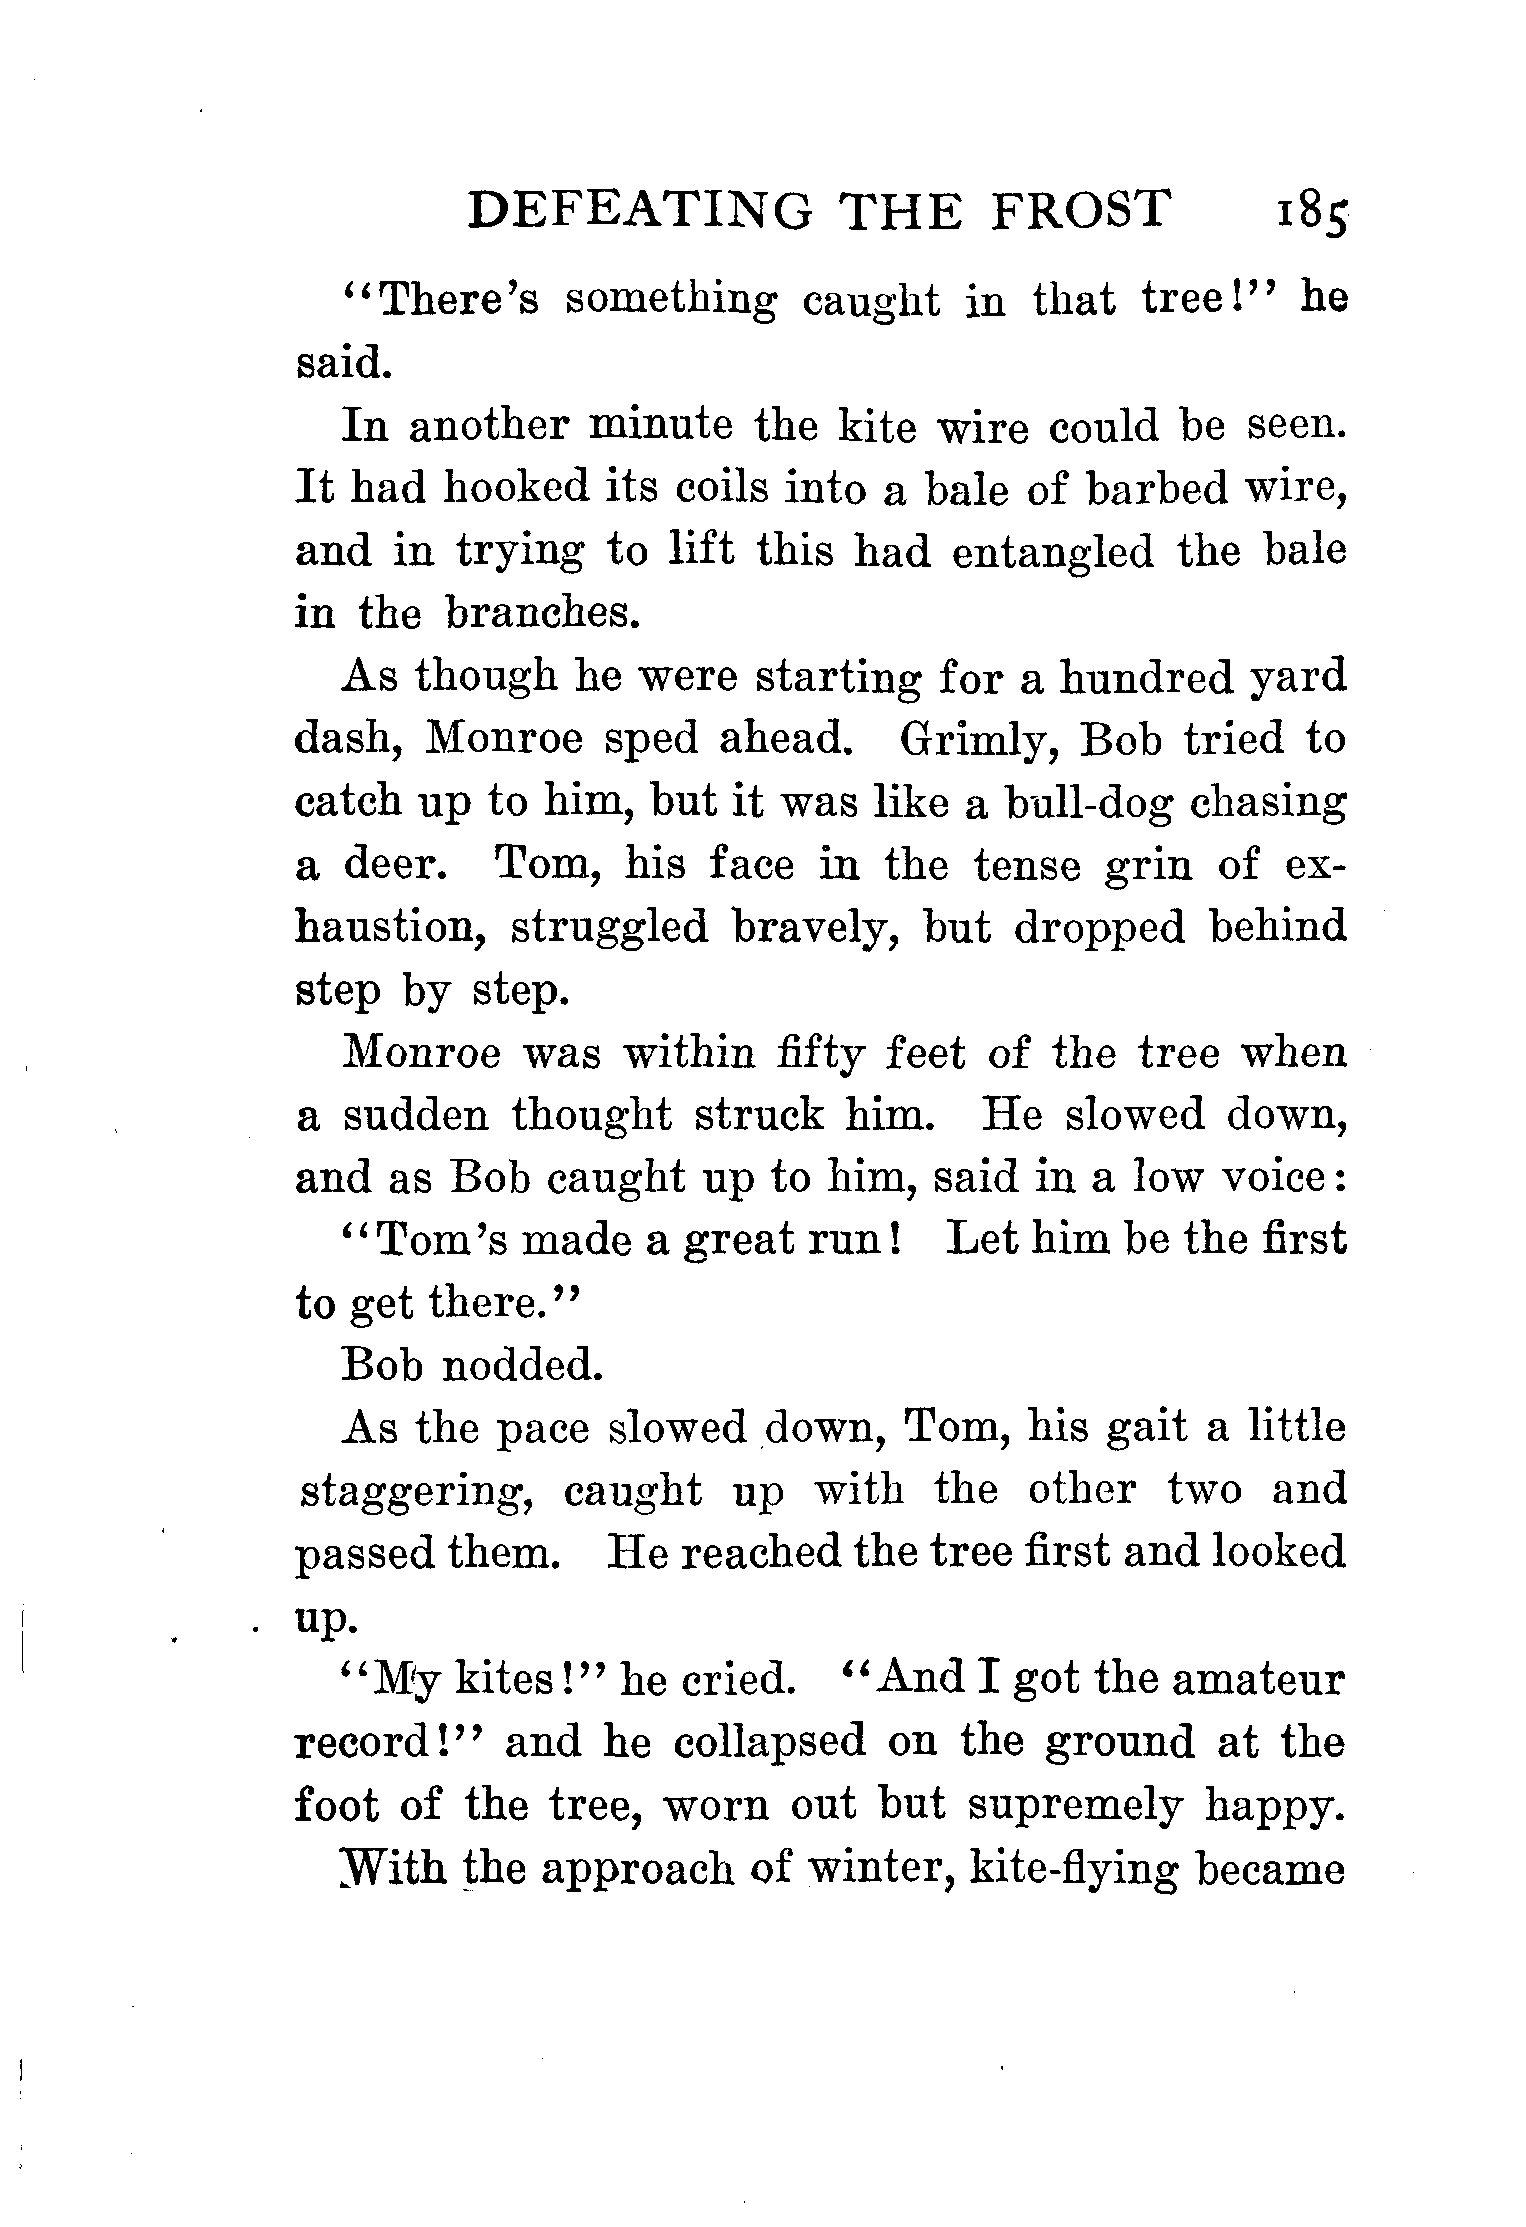 DEFEATING THE FROST 185
"There's something caught in that tree!" he
said.
In another minute the kite wire could be seen.
It had hooked its coils into a bale of barbed wire,
and in trying to lift this had entangled the bale
in the branches.
As though he were starting for a hundred yard
dash, Monroe sped ahead. Grimly, Bob tried to
catch up to him, but it was like a bull-dog chasing
a deer. Tom, his face in the tense grin of ex-
haustion, struggled bravely, but dropped behind
step by step.
Monroe was within fifty feet of the tree when
a sudden thought struck him. He slowed down,
and as Bob caught up to him, said in a low voice:
"Tom's made a great run! Let him be the first
to get there."
Bob nodded.
As the pace slowed down, Tom, his gait a little
staggering, caught up with the other two and
passed them. He reached the tree first and looked
up.
"My kites!" he cried. "And I got the amateur
record!" and he collapsed on the ground at the
foot of the tree, worn out but supremely happy.
With the approach of winter, kite-flying became